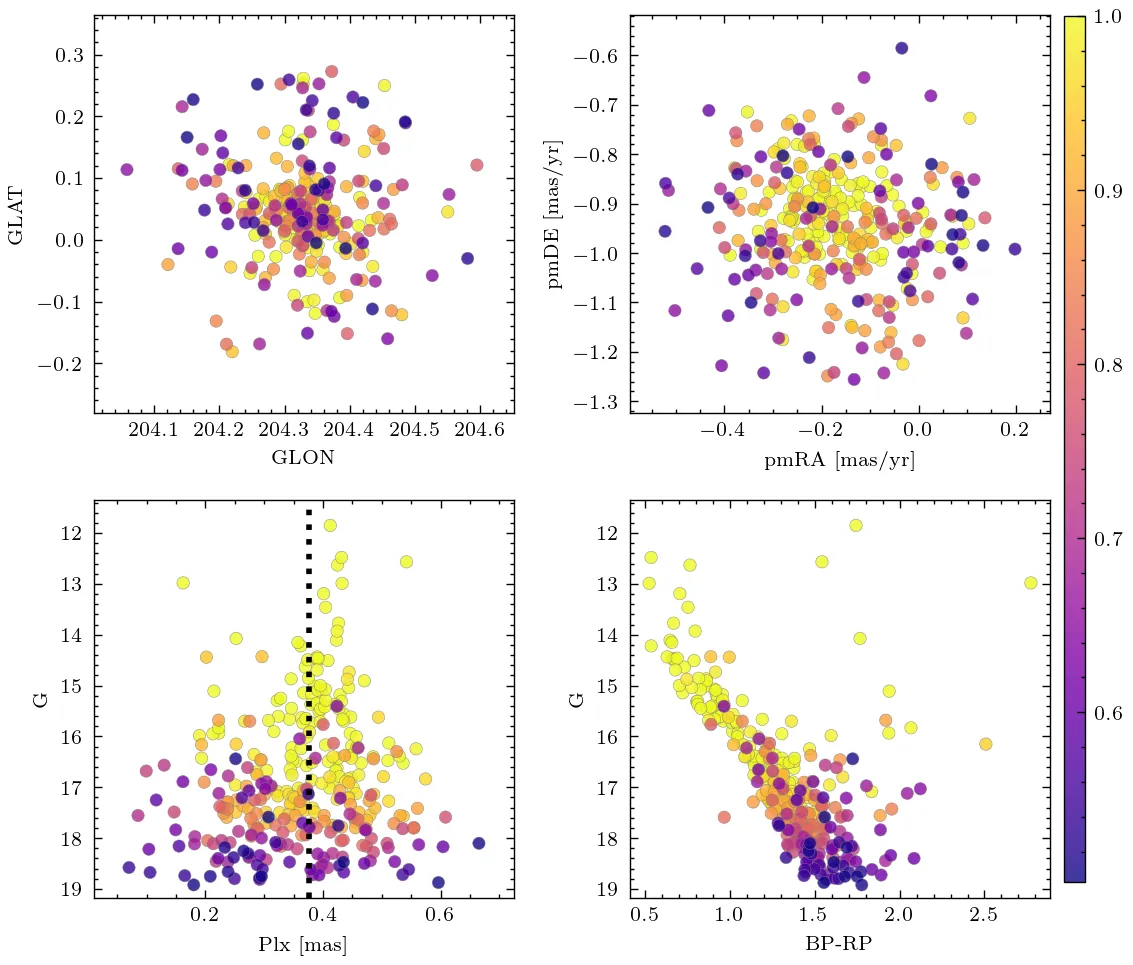 0.3
0.2
0.1
0.0
−0.1
−0.2
GLAT
204.1 204.2 204.3 204.4 204.5 204.6
GLON
−0.6
−0.7
−0.8
−0.9
−1.0
−1.1
−1.2
−1.3
pmDE [mas/yr]
−0.4 −0.2 0.0 0.2
pmRA [mas/yr]
1.0
0.9
0.8
0.7
0.6
12
13
14
15
16
17
18
19
G
0.2 0.4 0.6
Plx [mas]
12
13
14
15
16
17
18
19
G
0.5 1.0 1.5 2.0 2.5
BP-RP